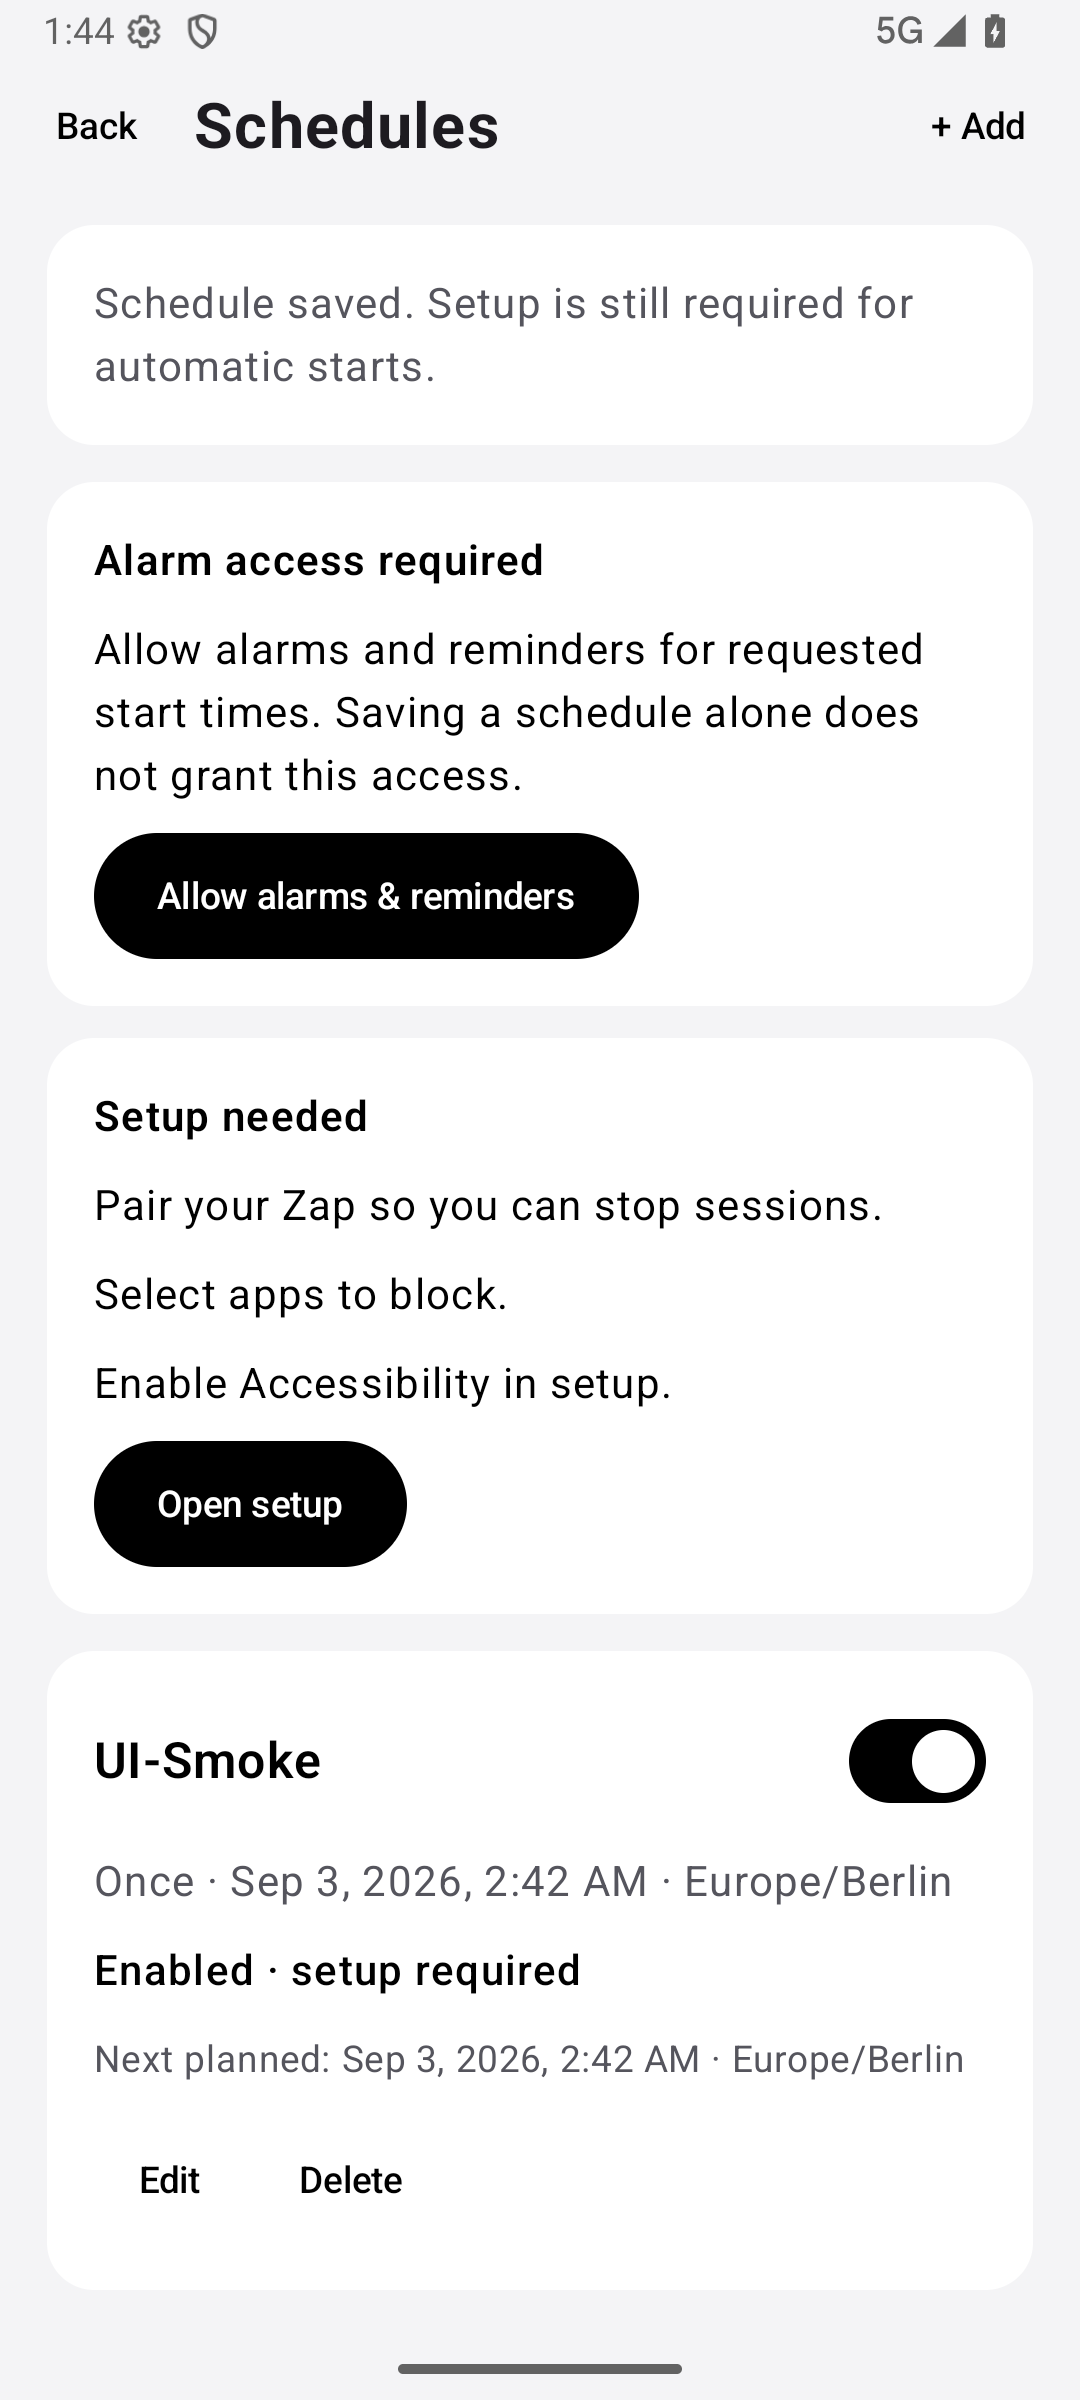 1:44 5G
Back Schedules + Add
Schedule saved. Setup is still required for
automatic starts.
Alarm access required
Allow alarms and reminders for requested
start times. Saving a schedule alone does
not grant this access.
Allow alarms & reminders
Setup needed
Pair your Zap so you can stop sessions.
Select apps to block.
Enable Accessibility in setup.
Open setup
UI-Smoke
Once · Sep 3, 2026, 2:42 AM · Europe/Berlin
Enabled · setup required
Next planned: Sep 3, 2026, 2:42 AM · Europe/Berlin
Edit Delete